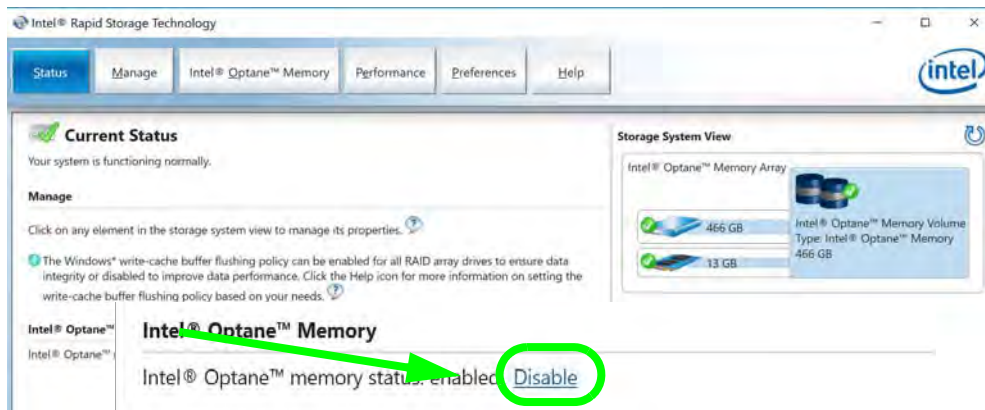 Intel® Rapid Storage Technology
Status
Manage
Intel® Optane™ Memory
Performance
Preferences
Help
intel
Current Status
Your system is functioning normally.
Manage
Click on any element in the storage system view to manage its properties.
The Windows* write-cache buffer flushing policy can be enabled for all RAID array drives to ensure data
integrity or disabled to improve data performance. Click the Help icon for more information on setting the
write-cache buffer flushing policy based on your needs.
Intel® Optane™
Intel® Optane™
Storage System View
Intel® Optane™ Memory Array
466 GB
13 GB
Intel® Optane™ Memory Volume
Type: Intel® Optane™ Memory
466 GB
Intel® Optane™ Memory
Intel® Optane™ memory status: enabled Disable